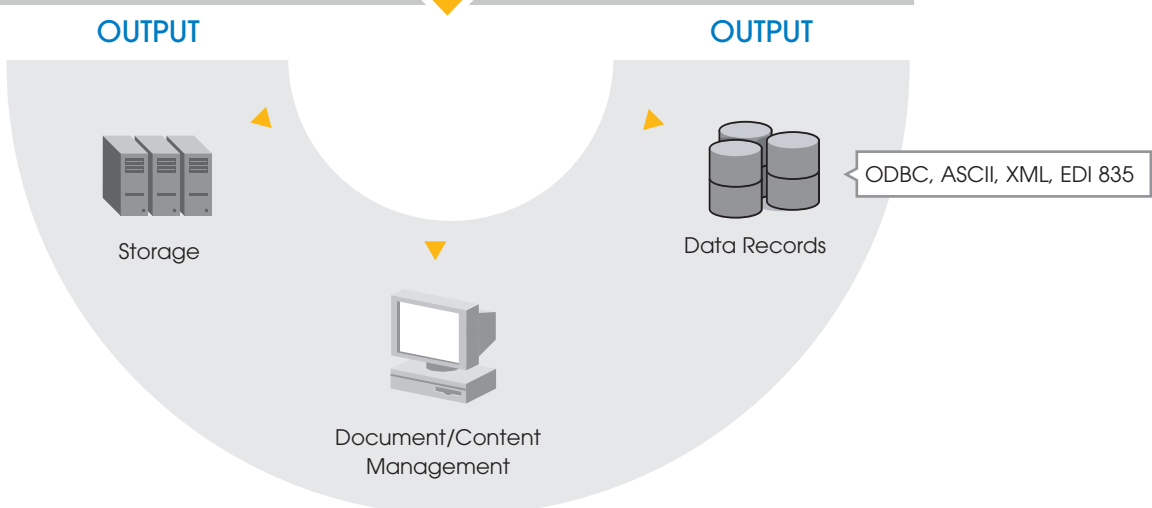 OUTPUT
OUTPUT
Storage
Data Records
ODBC, ASCII, XML, EDI 835
Document/Content
Management